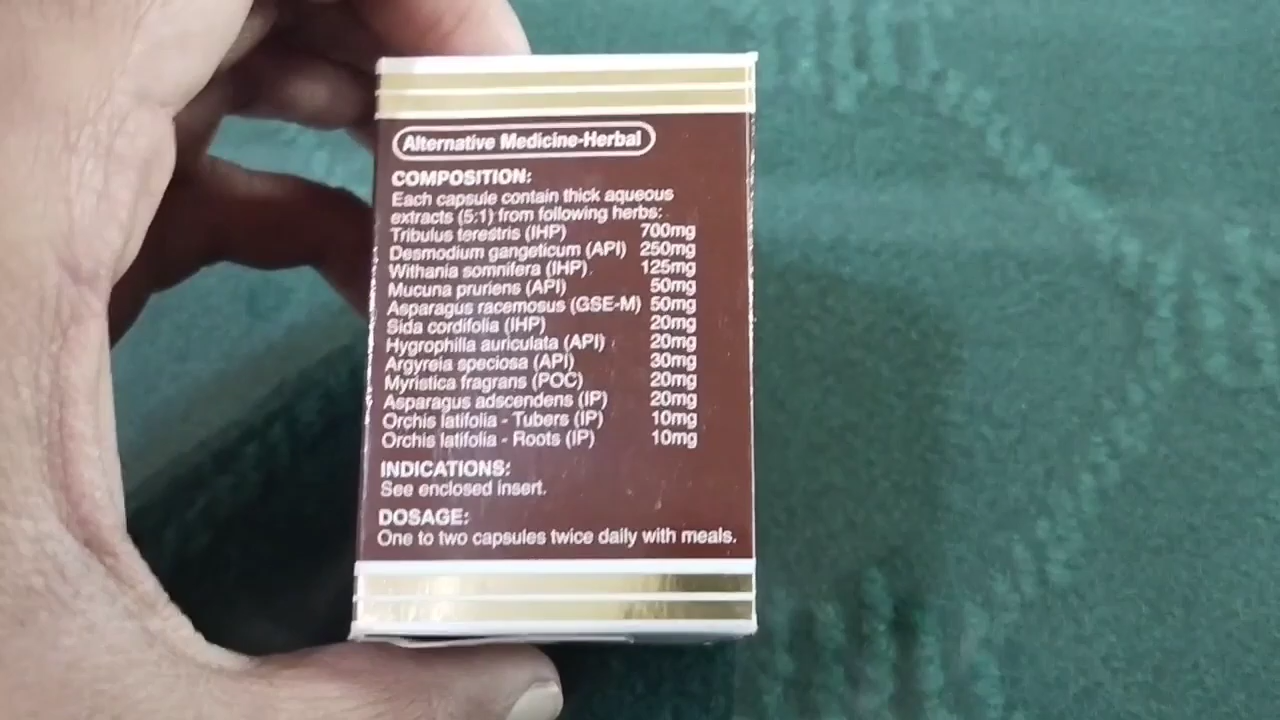 Alternative Medicine-Herbal
COMPOSITION:
Each capsule contain thick aqueous
extracts (5:1) from following herbs:
Tribulus terestris (IHP) 700mg
Desmodium gangeticum (API) 250mg
Withania somnifera (IHP) 125mg
Mucuna pruriens (API) 50mg
Asparagus racemosus (GSE-M) 50mg
Sida cordifolia (IHP) 20mg
Hygrophilla auriculata (API) 20mg
Argyreia speciosa (API) 30mg
Myristica fragrans (POC) 20mg
Asparagus adscendens (IP) 20mg
Orchis latifolia - Tubers (IP) 10mg
Orchis latifolia - Roots (IP) 10mg
INDICATIONS:
See enclosed insert.
DOSAGE:
One to two capsules twice daily with meals.